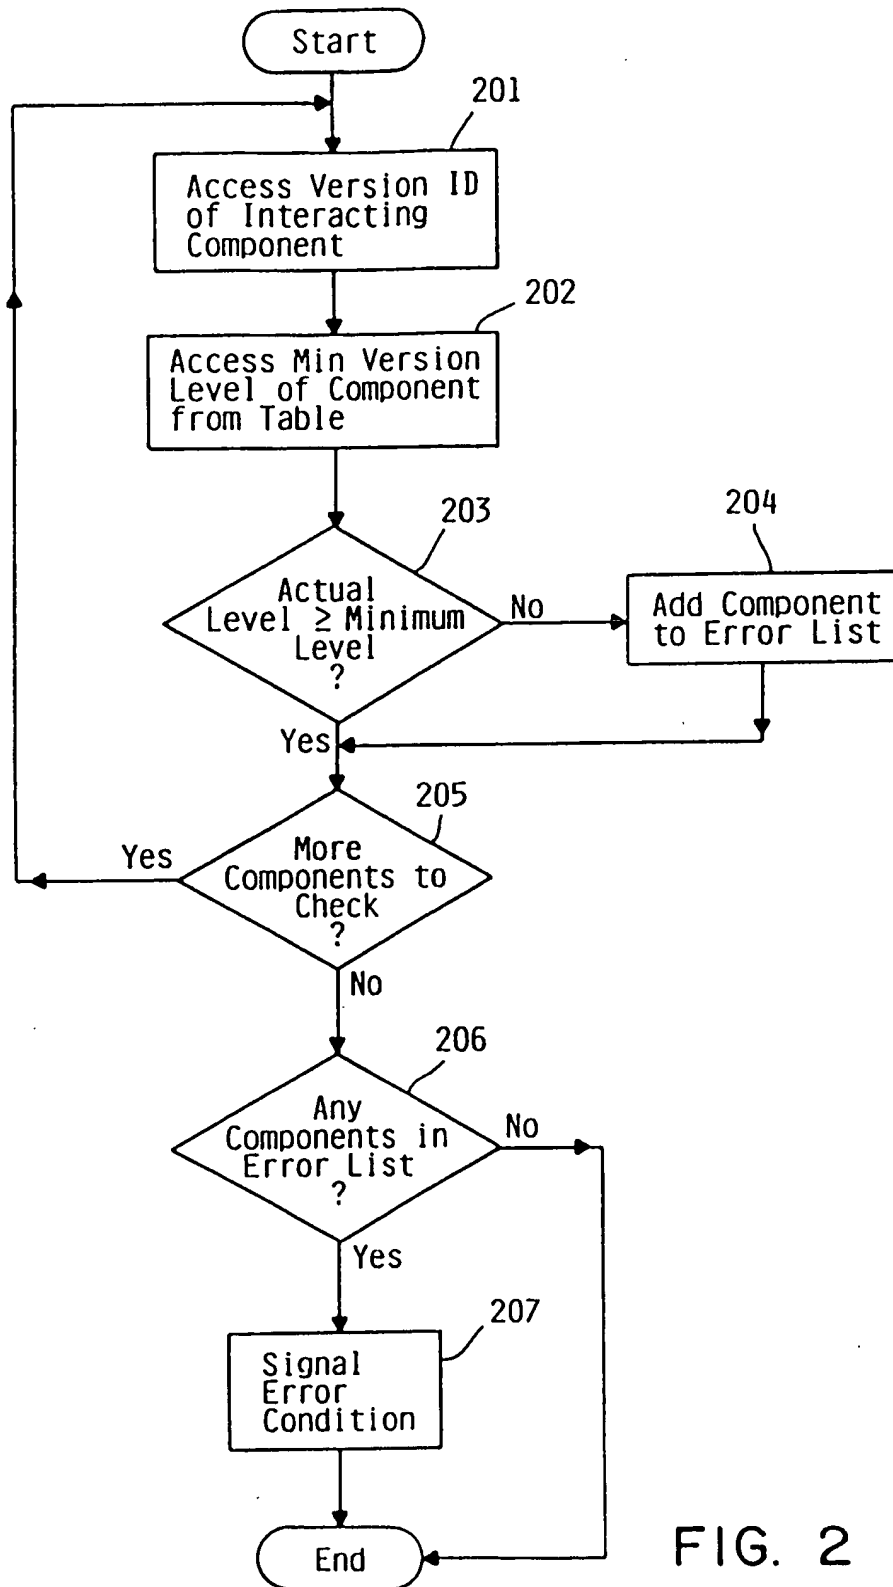 Start
201
Access Version ID
of Interacting
Component
202
Access Min Version
Level of Component
from Table
203
Actual
Level ≥ Minimum
Level
?
No
204
Add Component
to Error List
Yes
205
More
Components to
Check
?
Yes
No
206
Any
Components in
Error List
?
No
Yes
207
Signal
Error
Condition
End
FIG. 2